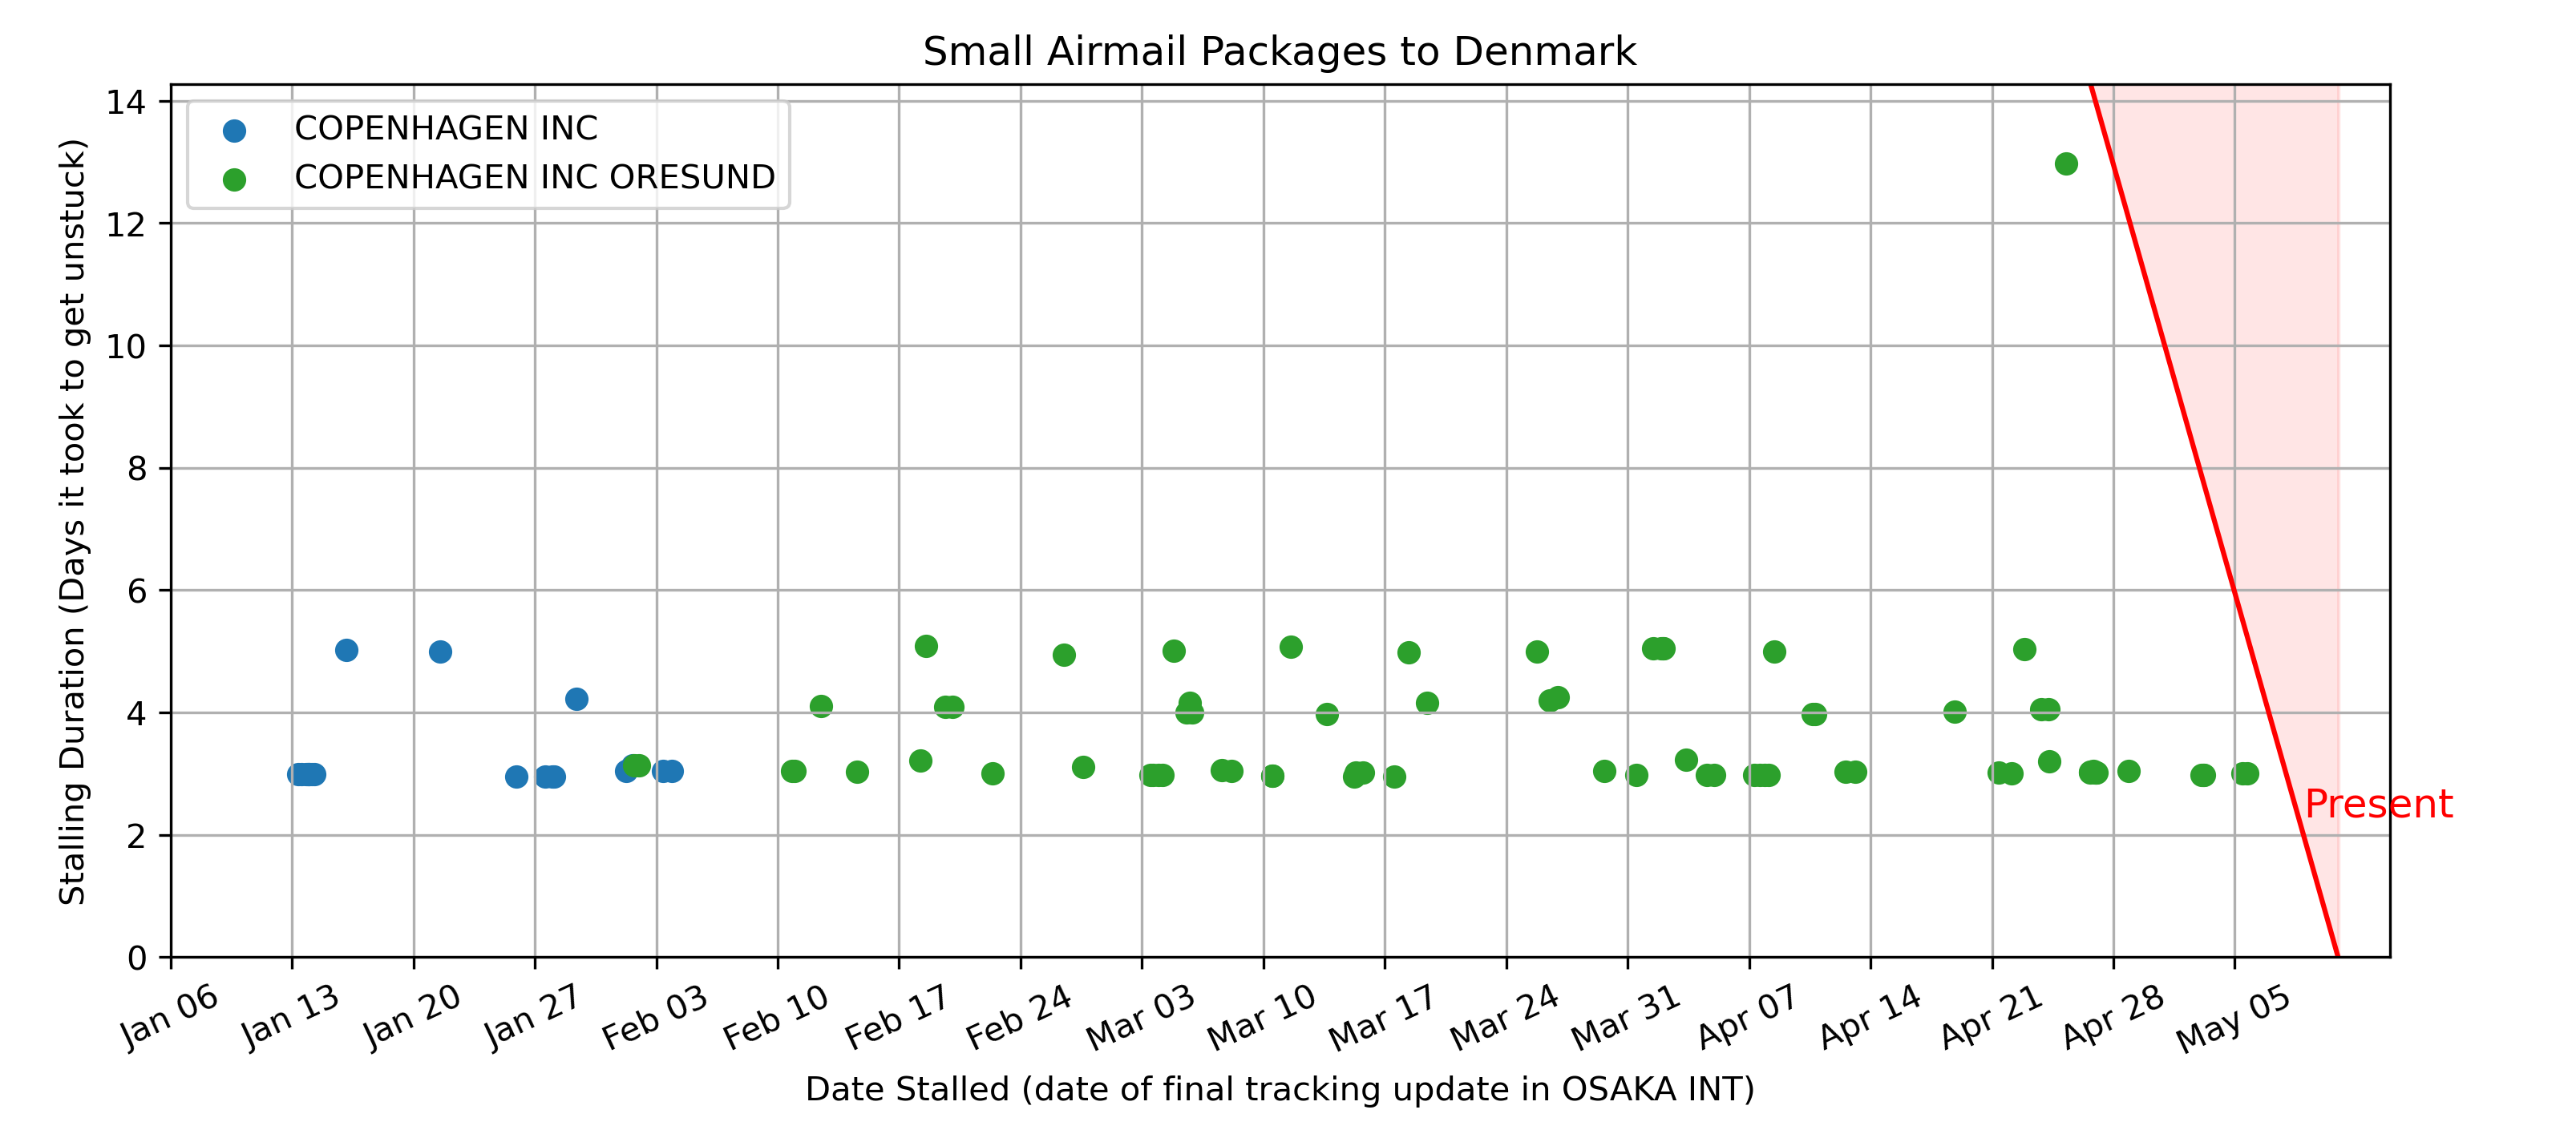 Small Airmail Packages to Denmark
COPENHAGEN INC
COPENHAGEN INC ORESUND
Stalling Duration (Days it took to get unstuck)
14
12
10
8
6
4
2
0
Present
Jan 06
Jan 13
Jan 20
Jan 27
Feb 03
Feb 10
Feb 17
Feb 24
Mar 03
Mar 10
Mar 17
Mar 24
Mar 31
Apr 07
Apr 14
Apr 21
Apr 28
May 05
Date Stalled (date of final tracking update in OSAKA INT)